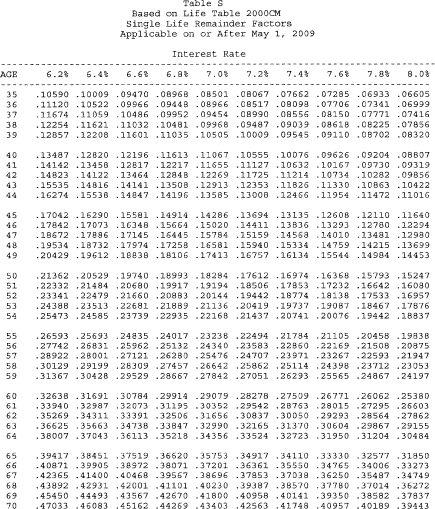 Table S
Based on Life Table 2000CM
Single Life Remainder Factors
Applicable on or After May 1, 2009
Interest Rate
AGE 6.2% 6.4% 6.6% 6.8% 7.0% 7.2% 7.4% 7.6% 7.8% 8.0%
35 .10590 .10009 .09470 .08968 .08501 .08067 .07662 .07285 .06933 .06605
36 .11120 .10522 .09966 .09448 .08966 .08517 .08098 .07706 .07341 .06999
37 .11674 .11059 .10486 .09952 .09454 .08990 .08556 .08150 .07771 .07416
38 .12254 .11621 .11032 .10481 .09968 .09487 .09039 .08618 .08225 .07856
39 .12857 .12208 .11601 .11035 .10505 .10009 .09545 .09110 .08702 .08320
40 .13487 .12820 .12196 .11613 .11067 .10555 .10076 .09626 .09204 .08807
41 .14142 .13458 .12817 .12217 .11655 .11127 .10632 .10167 .09730 .09319
42 .14823 .14122 .13464 .12848 .12269 .11725 .11214 .10734 .10282 .09856
43 .15535 .14816 .14141 .13508 .12913 .12353 .11826 .11330 .10863 .10422
44 .16274 .15538 .14847 .14196 .13585 .13008 .12466 .11954 .11472 .11016
45 .17042 .16290 .15581 .14914 .14286 .13694 .13135 .12608 .12110 .11640
46 .17842 .17073 .16348 .15664 .15020 .14411 .13836 .13293 .12780 .12294
47 .18672 .17886 .17145 .16445 .15784 .15159 .14568 .14010 .13481 .12980
48 .19534 .18732 .17974 .17258 .16581 .15940 .15334 .14759 .14215 .13699
49 .20429 .19612 .18838 .18106 .17413 .16757 .16134 .15544 .14984 .14453
50 .21362 .20529 .19740 .18993 .18284 .17612 .16974 .16368 .15793 .15247
51 .22332 .21484 .20680 .19917 .19194 .18506 .17853 .17232 .16642 .16080
52 .23341 .22479 .21660 .20883 .20144 .19442 .18774 .18138 .17533 .16957
53 .24388 .23513 .22681 .21889 .21136 .20419 .19737 .19087 .18467 .17876
54 .25473 .24585 .23739 .22935 .22168 .21437 .20741 .20076 .19442 .18837
55 .26593 .25693 .24835 .24017 .23238 .22494 .21784 .21105 .20458 .19838
56 .27742 .26831 .25962 .25132 .24340 .23583 .22860 .22169 .21508 .20875
57 .28922 .28001 .27121 .26280 .25476 .24707 .23971 .23267 .22593 .21947
58 .30129 .29199 .28309 .27457 .26642 .25862 .25114 .24398 .23712 .23053
59 .31367 .30428 .29529 .28667 .27842 .27051 .26293 .25565 .24867 .24197
60 .32638 .31691 .30784 .29914 .29079 .28278 .27509 .26771 .26062 .25380
61 .33940 .32987 .32073 .31195 .30352 .29542 .28763 .28015 .27295 .26603
62 .35269 .34311 .33391 .32506 .31656 .30837 .30050 .29293 .28564 .27862
63 .36625 .35663 .34738 .33847 .32990 .32165 .31370 .30604 .29867 .29155
64 .38007 .37043 .36113 .35218 .34356 .33524 .32723 .31950 .31204 .30484
65 .39417 .38451 .37519 .36620 .35753 .34917 .34110 .33330 .32577 .31850
66 .40871 .39905 .38972 .38071 .37201 .36361 .35550 .34765 .34006 .33273
67 .42365 .41400 .40468 .39567 .38696 .37853 .37038 .36250 .35487 .34749
68 .43892 .42931 .42001 .41101 .40230 .39387 .38570 .37780 .37014 .36272
69 .45450 .44493 .43567 .42670 .41800 .40958 .40141 .39350 .38582 .37837
70 .47033 .46083 .45162 .44269 .43403 .42563 .41748 .40957 .40189 .39443